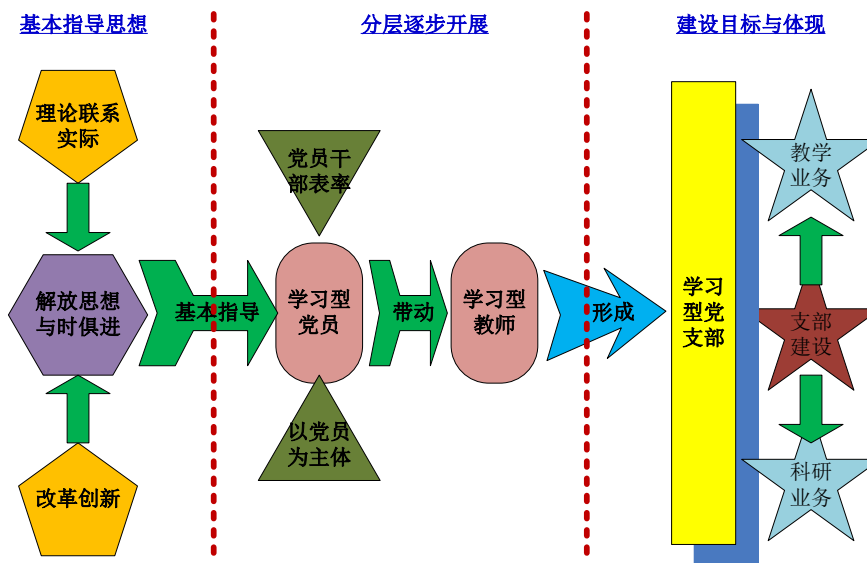 基本指导思想
分层逐步开展
建设目标与体现
理论联系
实际
解放思想
与时俱进
改革创新
基本指导
党员干
部表率
学习型
党员
以党员
为主体
带动
学习型
教师
形成
学习
型党
支部
教学
业务
支部
建设
科研
业务